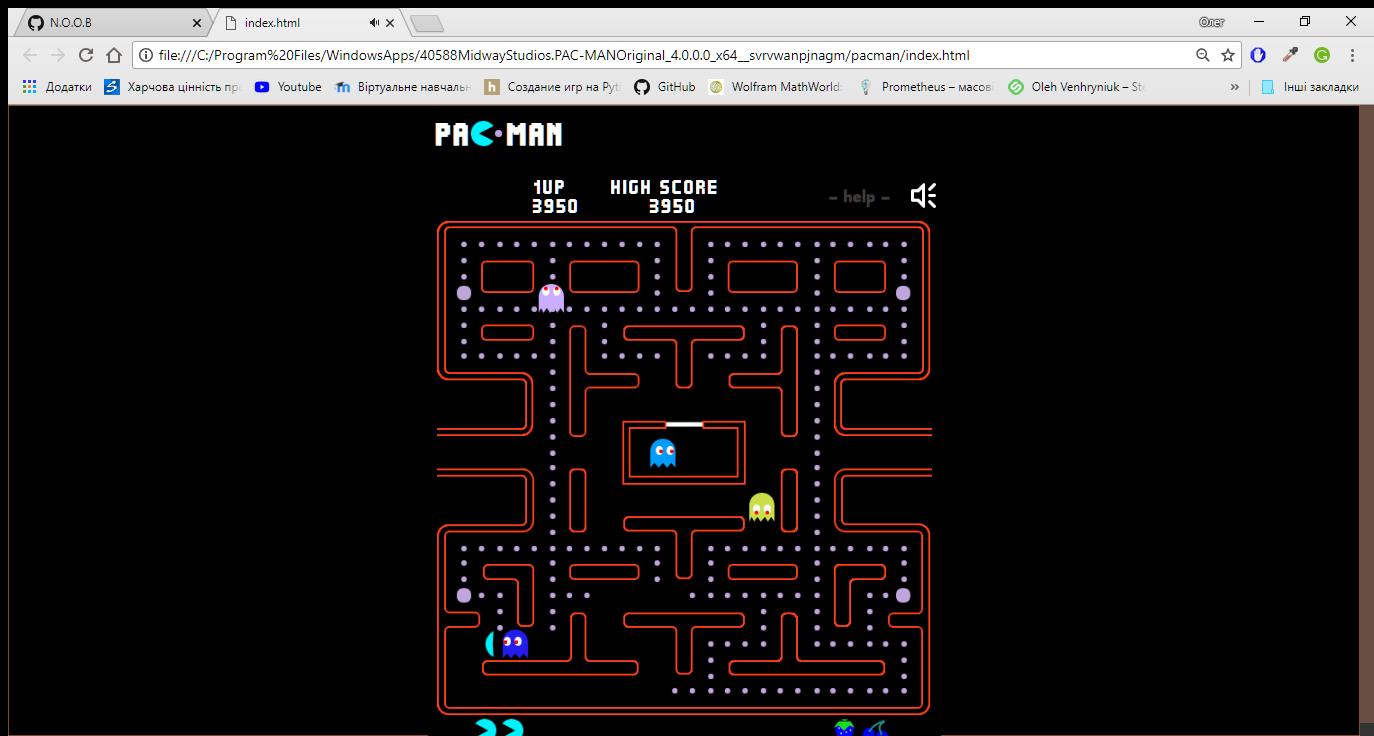 N.O.O.B
index.html
Олег
file:///C:/Program%20Files/WindowsApps/40588MidwayStudios.PAC-MANOriginal_4.0.0.0_x64__svrvwanpjnagm/pacman/index.html
Додатки
Харчова цінність пр
Youtube
Віртуальне навчаль
Создание игр на Pyt
GitHub
Wolfram MathWorld:
Prometheus – масов
Oleh Venhryniuk – St
Інші закладки
PAC-MAN
1UP HIGH SCORE
3950 3950
– help –